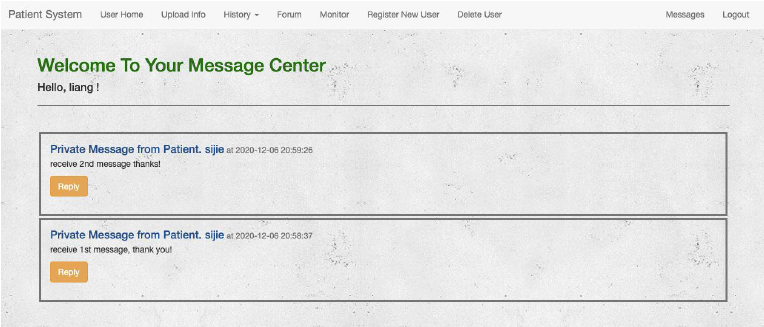 Patient System User Home Upload Info History Forum Monitor Register New User Delete User Messages Logout
Welcome To Your Message Center
Hello, liang !
Private Message from Patient. sijie at 2020-12-06 20:59:26
receive 2nd message thanks!
Reply
Private Message from Patient. sijie at 2020-12-06 20:58:37
receive 1st message, thank you!
Reply